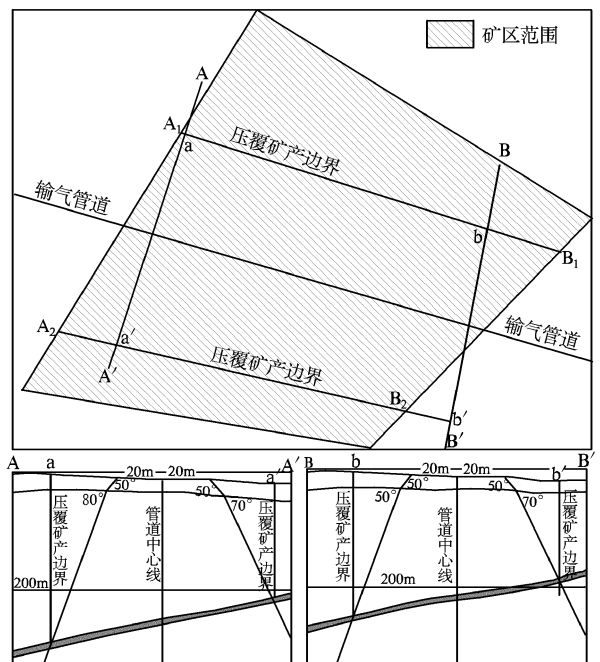 矿区范围
A
A₁
a
压覆矿产边界
B
输气管道
b
B₁
A₂
a′
A′
压覆矿产边界
输气管道
B₂
b′
B′
A
a
20m
20m
a′
A′
80°
50°
50°
70°
压覆矿产边界
管道中心线
压覆矿产边界
200m
B
b
20m
20m
b′
B′
50°
50°
50°
70°
压覆矿产边界
管道中心线
压覆矿产边界
200m